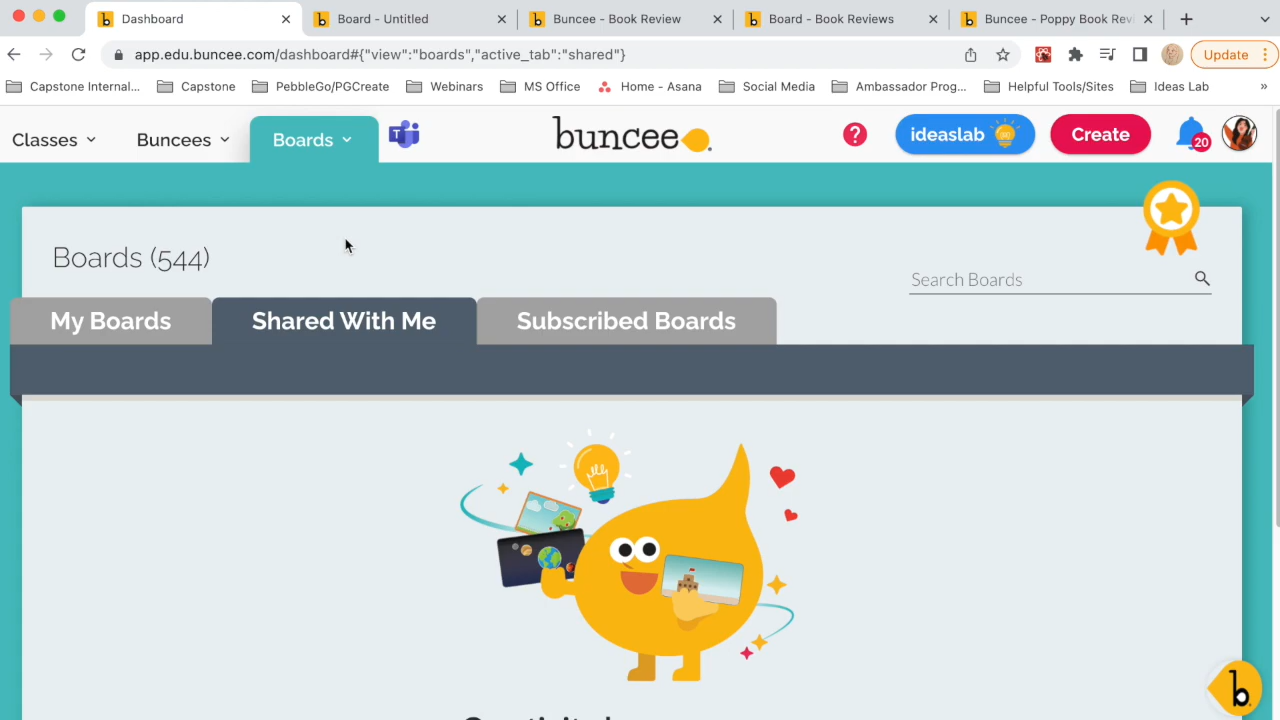 Dashboard
Board - Untitled
Buncee - Book Review
Board - Book Reviews
Buncee - Poppy Book Rev
app.edu.buncee.com/dashboard#{"view":"boards","active_tab":"shared"}
Update
Capstone Internal...
Capstone
PebbleGo/PGCreate
Webinars
MS Office
Home - Asana
Social Media
Ambassador Prog...
Helpful Tools/Sites
Ideas Lab
»
Classes
Buncees
Boards
T
buncee
?
ideaslab
Create
20
Boards (544)
Search Boards
My Boards
Shared With Me
Subscribed Boards
b